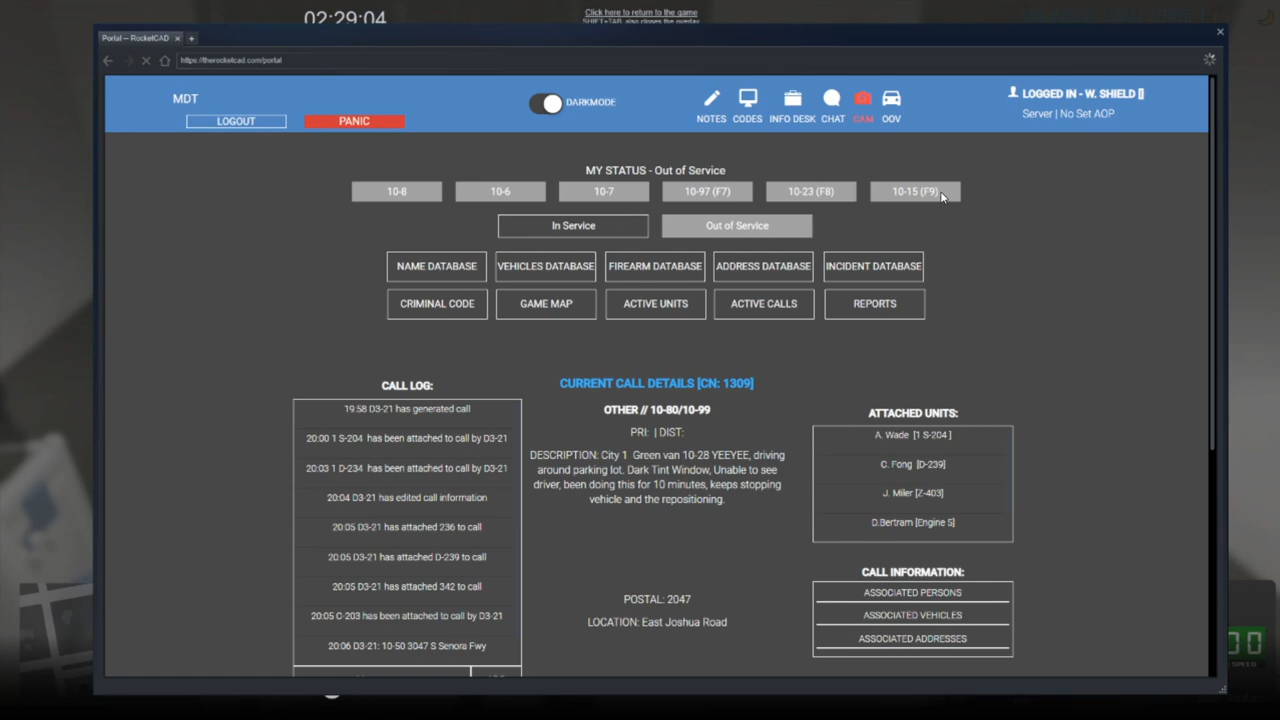 02:29:04
Click here to return to the game
SHIFT+TAB also closes the overlay
Portal — RocketCAD
https://therocketcad.com/portal
MDT
LOGOUT
PANIC
DARKMODE
NOTES
CODES
INFO DESK
CHAT
CAM
OOV
LOGGED IN - W. SHIELD []
Server | No Set AOP
MY STATUS - Out of Service
10-8
10-6
10-7
10-97 (F7)
10-23 (F8)
10-15 (F9)
In Service
Out of Service
NAME DATABASE
VEHICLES DATABASE
FIREARM DATABASE
ADDRESS DATABASE
INCIDENT DATABASE
CRIMINAL CODE
GAME MAP
ACTIVE UNITS
ACTIVE CALLS
REPORTS
CALL LOG:
19:58 D3-21 has generated call
20:00 1 S-204 has been attached to call by D3-21
20:03 1 D-234 has been attached to call by D3-21
20:04 D3-21 has edited call information
20:05 D3-21 has attached 236 to call
20:05 D3-21 has attached D-239 to call
20:05 D3-21 has attached 342 to call
20:05 C-203 has been attached to call by D3-21
20:06 D3-21: 10-50 3047 S Senora Fwy
CURRENT CALL DETAILS [CN: 1309]
OTHER // 10-80/10-99
PRI: | DIST:
DESCRIPTION: City 1 Green van 10-28 YEEYEE, driving
around parking lot. Dark Tint Window, Unable to see
driver, been doing this for 10 minutes, keeps stopping
vehicle and the repositioning.
POSTAL: 2047
LOCATION: East Joshua Road
ATTACHED UNITS:
A. Wade [1 S-204 ]
C. Fong [D-239]
J. Miler [Z-403]
D.Bertram [Engine 5]
CALL INFORMATION:
ASSOCIATED PERSONS
ASSOCIATED VEHICLES
ASSOCIATED ADDRESSES
00